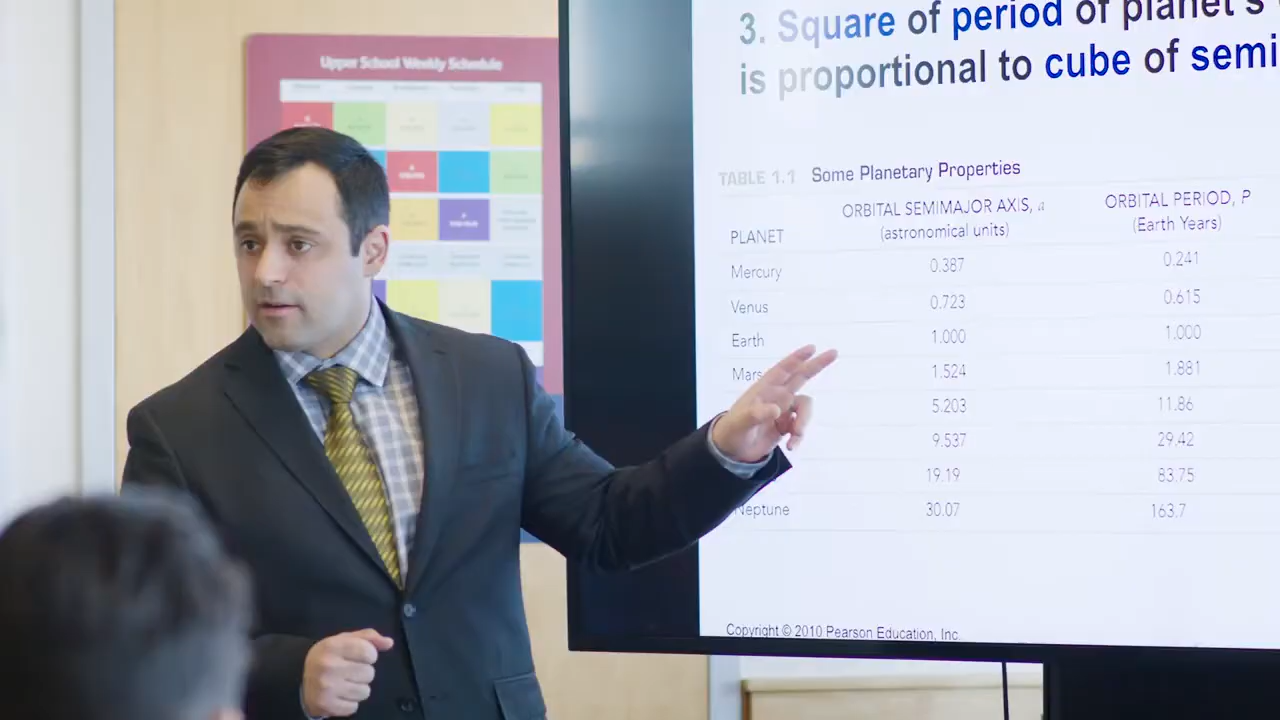 Upper School Weekly Schedule
3. Square of period of planet's
is proportional to cube of semi
TABLE 1.1 Some Planetary Properties
PLANET ORBITAL SEMIMAJOR AXIS, a (astronomical units) ORBITAL PERIOD, P (Earth Years)
Mercury 0.387 0.241
Venus 0.723 0.615
Earth 1.000 1.000
Mars 1.524 1.881
5.203 11.86
9.537 29.42
19.19 83.75
Neptune 30.07 163.7
Copyright © 2010 Pearson Education, Inc.